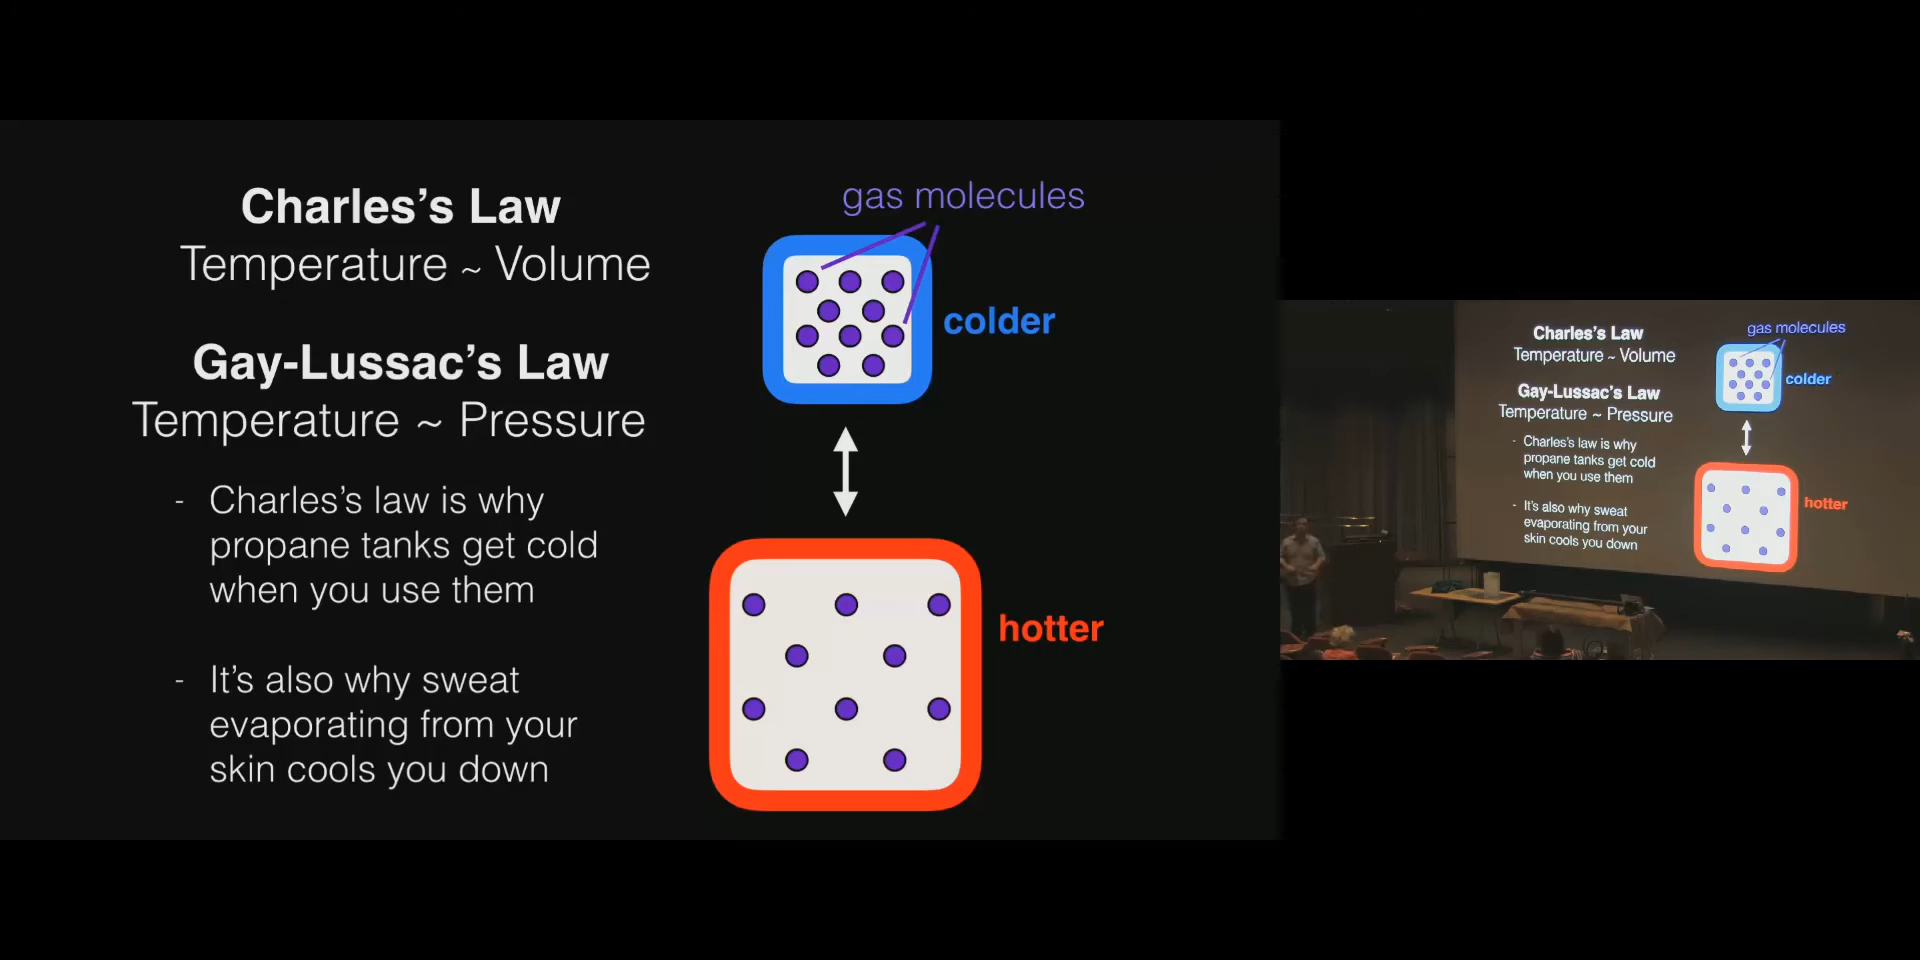 Charles's Law
Temperature ~ Volume
Gay-Lussac's Law
Temperature ~ Pressure
- Charles's law is why
propane tanks get cold
when you use them
- It's also why sweat
evaporating from your
skin cools you down
gas molecules
colder
hotter
Charles's Law
Temperature ~ Volume
Gay-Lussac's Law
Temperature ~ Pressure
- Charles's law is why
propane tanks get cold
when you use them
- It's also why sweat
evaporating from your
skin cools you down
gas molecules
colder
hotter